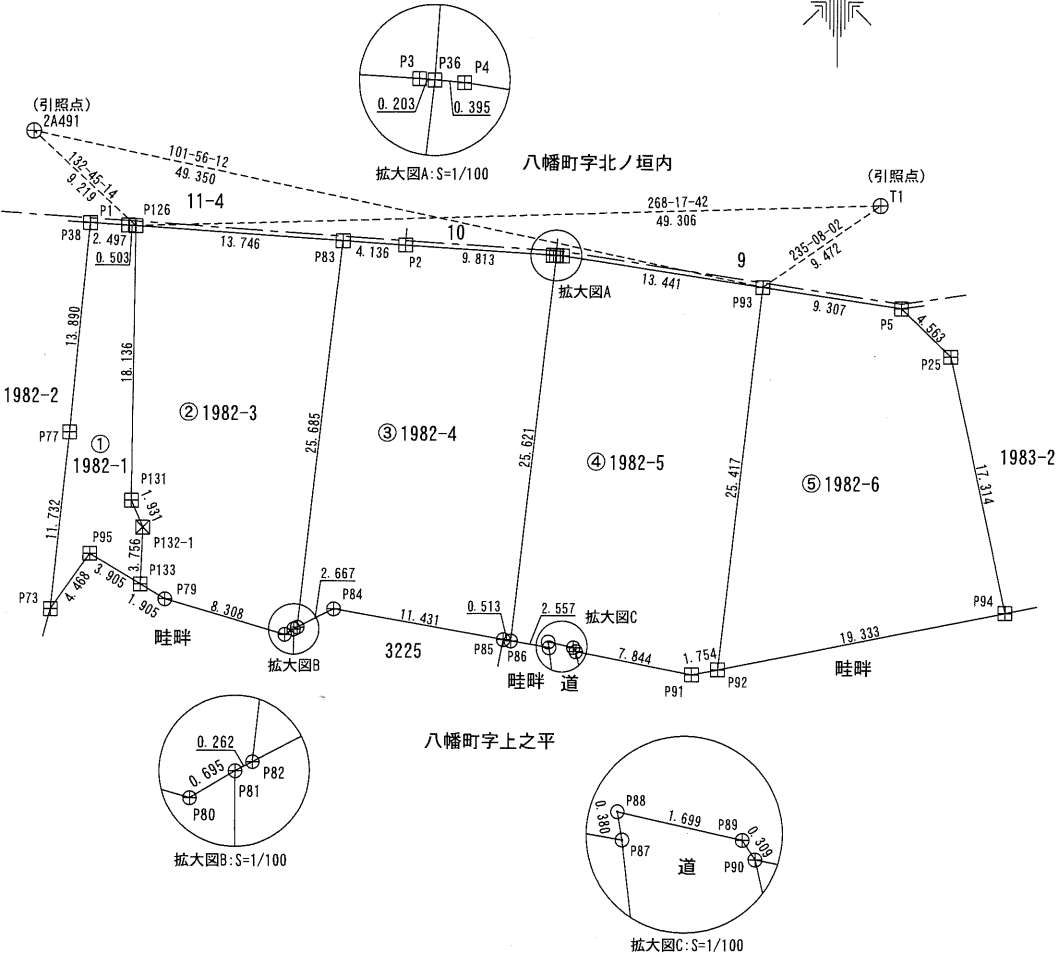 P3 P36 P4
0.203 0.395
拡大図A:S=1/100
(引照点)
2A491
132-45-14
9.219
101-56-12
49.350
八幡町字北ノ垣内
(引照点)
T1
268-17-42
49.306
235-08-02
9.472
11-4
10
9
P1 P126
P38 2.497
0.503
13.746
P83 4.136 P2
9.813
拡大図A
13.441
P93
9.307
P5
4.563
P25
13.890
18.136
1982-2
② 1982-3
25.685
③ 1982-4
25.621
④ 1982-5
25.417
⑤ 1982-6
17.314
1983-2
P77
①
1982-1
P131
1.931
P132-1
11.732
P95
3.756
P133
P79
P73
4.468
3.905
1.905
8.308
畦畔
拡大図B
2.667
P84
11.431
3225
0.513
P85
P86
2.557
拡大図C
畦畔
道
7.844
1.754
P91
P92
19.333
P94
畦畔
八幡町字上之平
0.262
0.695
P82
P81
P80
拡大図B:S=1/100
P88
0.380
1.699
P89
0.309
P87
P90
道
拡大図C:S=1/100